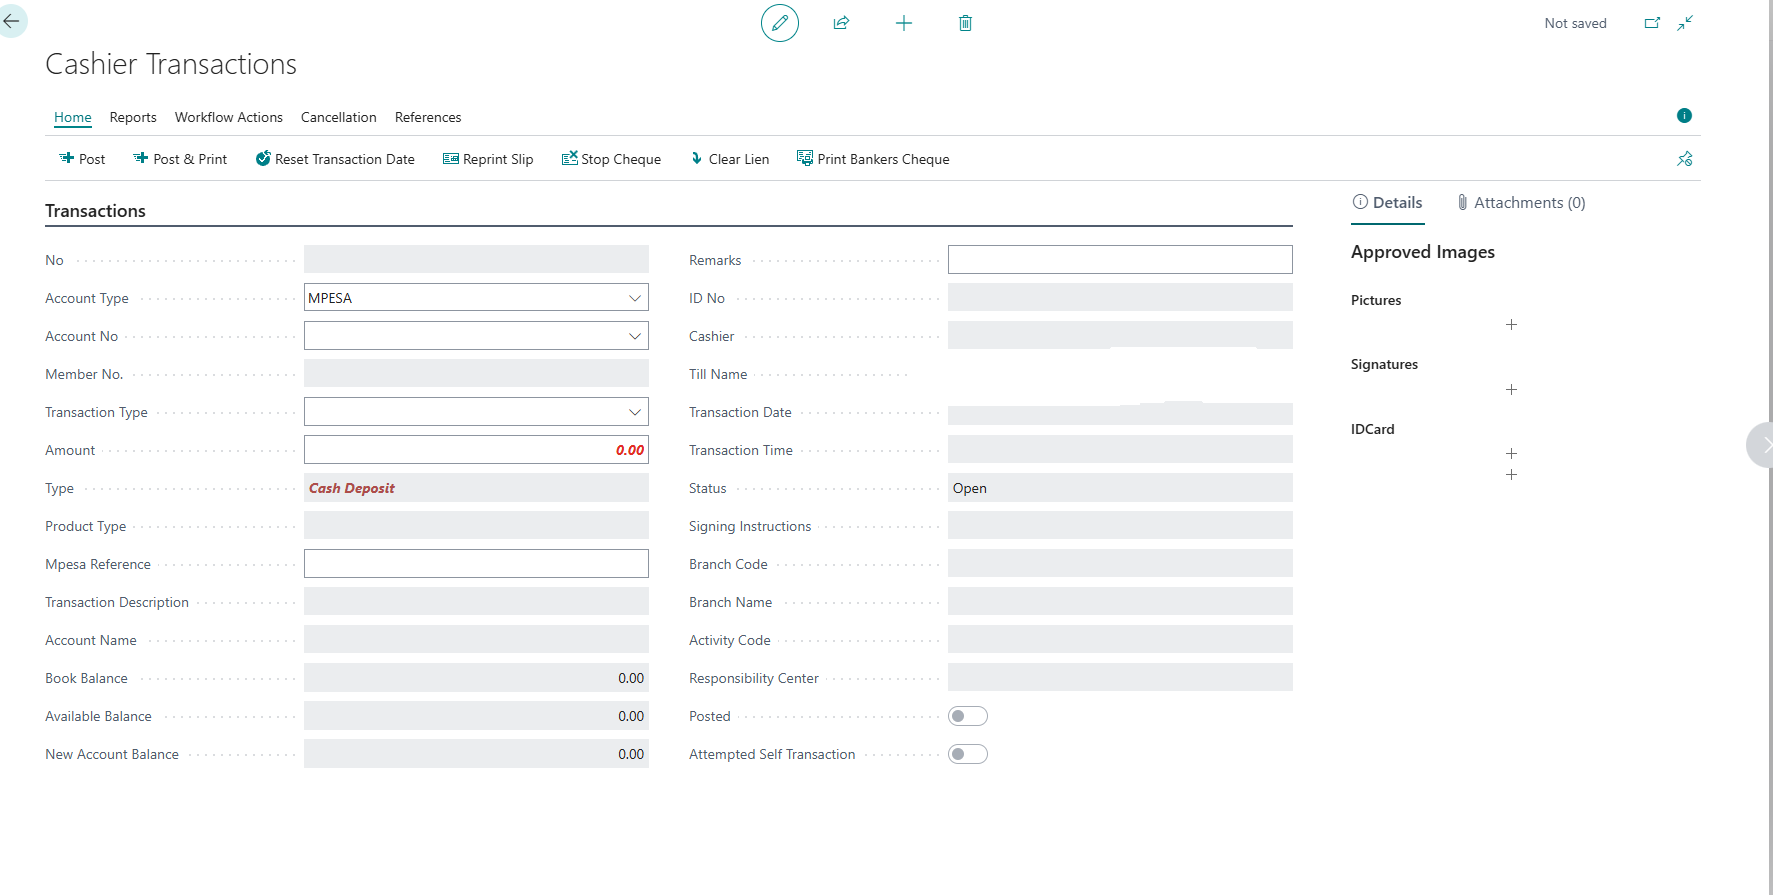 Not saved
Cashier Transactions
Home Reports Workflow Actions Cancellation References
Post Post & Print Reset Transaction Date Reprint Slip Stop Cheque Clear Lien Print Bankers Cheque
Transactions
No
Account Type MPESA
Account No
Member No.
Transaction Type
Amount 0.00
Type Cash Deposit
Product Type
Mpesa Reference
Transaction Description
Account Name
Book Balance 0.00
Available Balance 0.00
New Account Balance 0.00
Remarks
ID No
Cashier
Till Name
Transaction Date
Transaction Time
Status Open
Signing Instructions
Branch Code
Branch Name
Activity Code
Responsibility Center
Posted
Attempted Self Transaction
Details Attachments (0)
Approved Images
Pictures
Signatures
IDCard